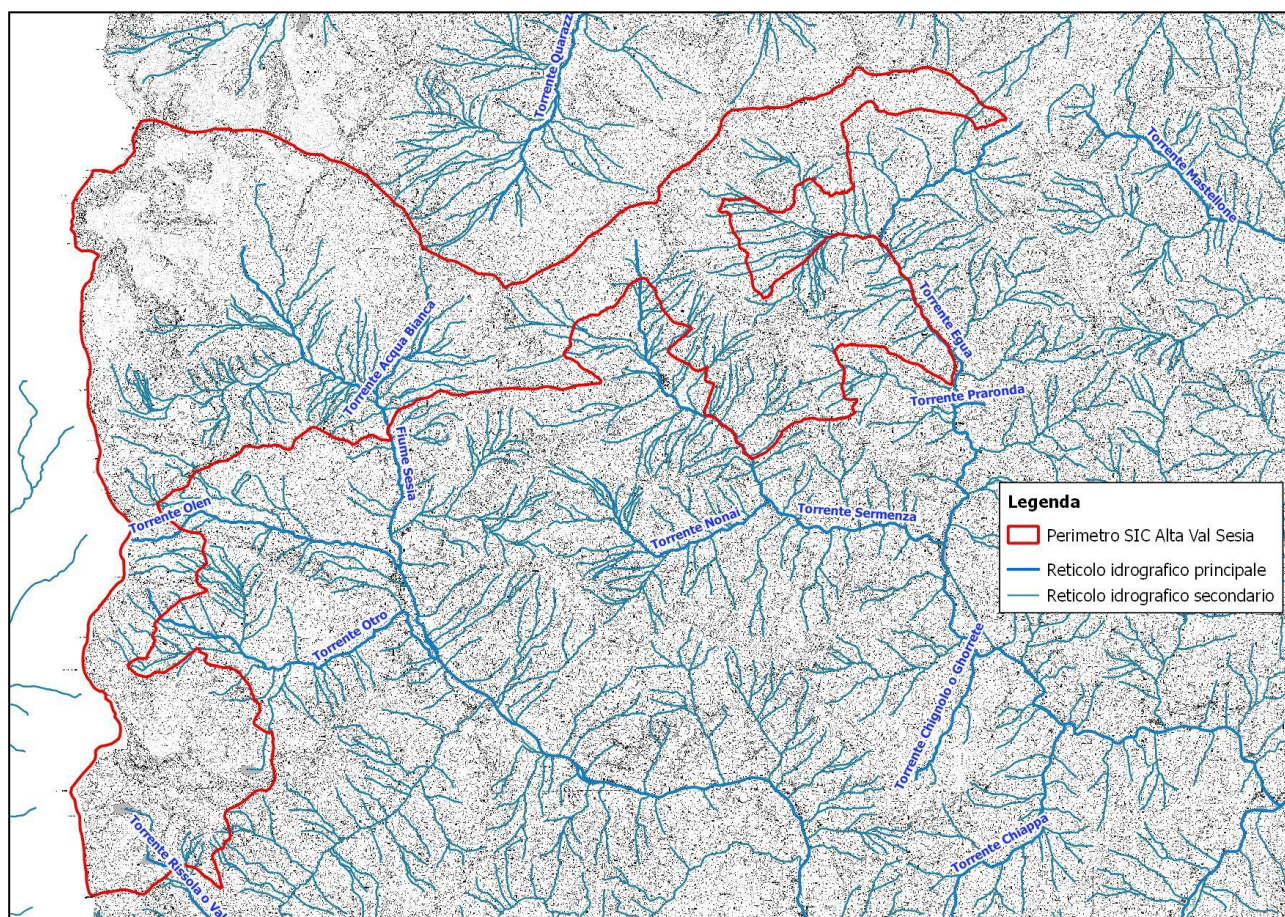 Torrente Quarazz
Torrente Mastellone
Torrente Egua
Torrente Acqua Bianca
Torrente Praronda
Fiume Sesia
Torrente Olen
Torrente Nonai
Torrente Sermenza
Legenda
Perimetro SIC Alta Val Sesia
Reticolo idrografico principale
Reticolo idrografico secondario
Torrente Otro
Torrente Chignolo o Ghorrete
Torrente Rissola o Val
Torrente Chiappa